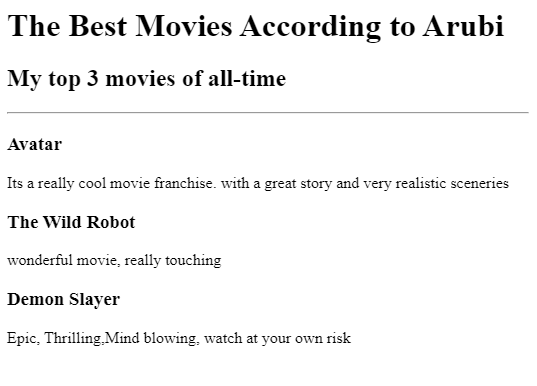 The Best Movies According to Arubi
My top 3 movies of all-time
Avatar
Its a really cool movie franchise. with a great story and very realistic sceneries
The Wild Robot
wonderful movie, really touching
Demon Slayer
Epic, Thrilling,Mind blowing, watch at your own risk